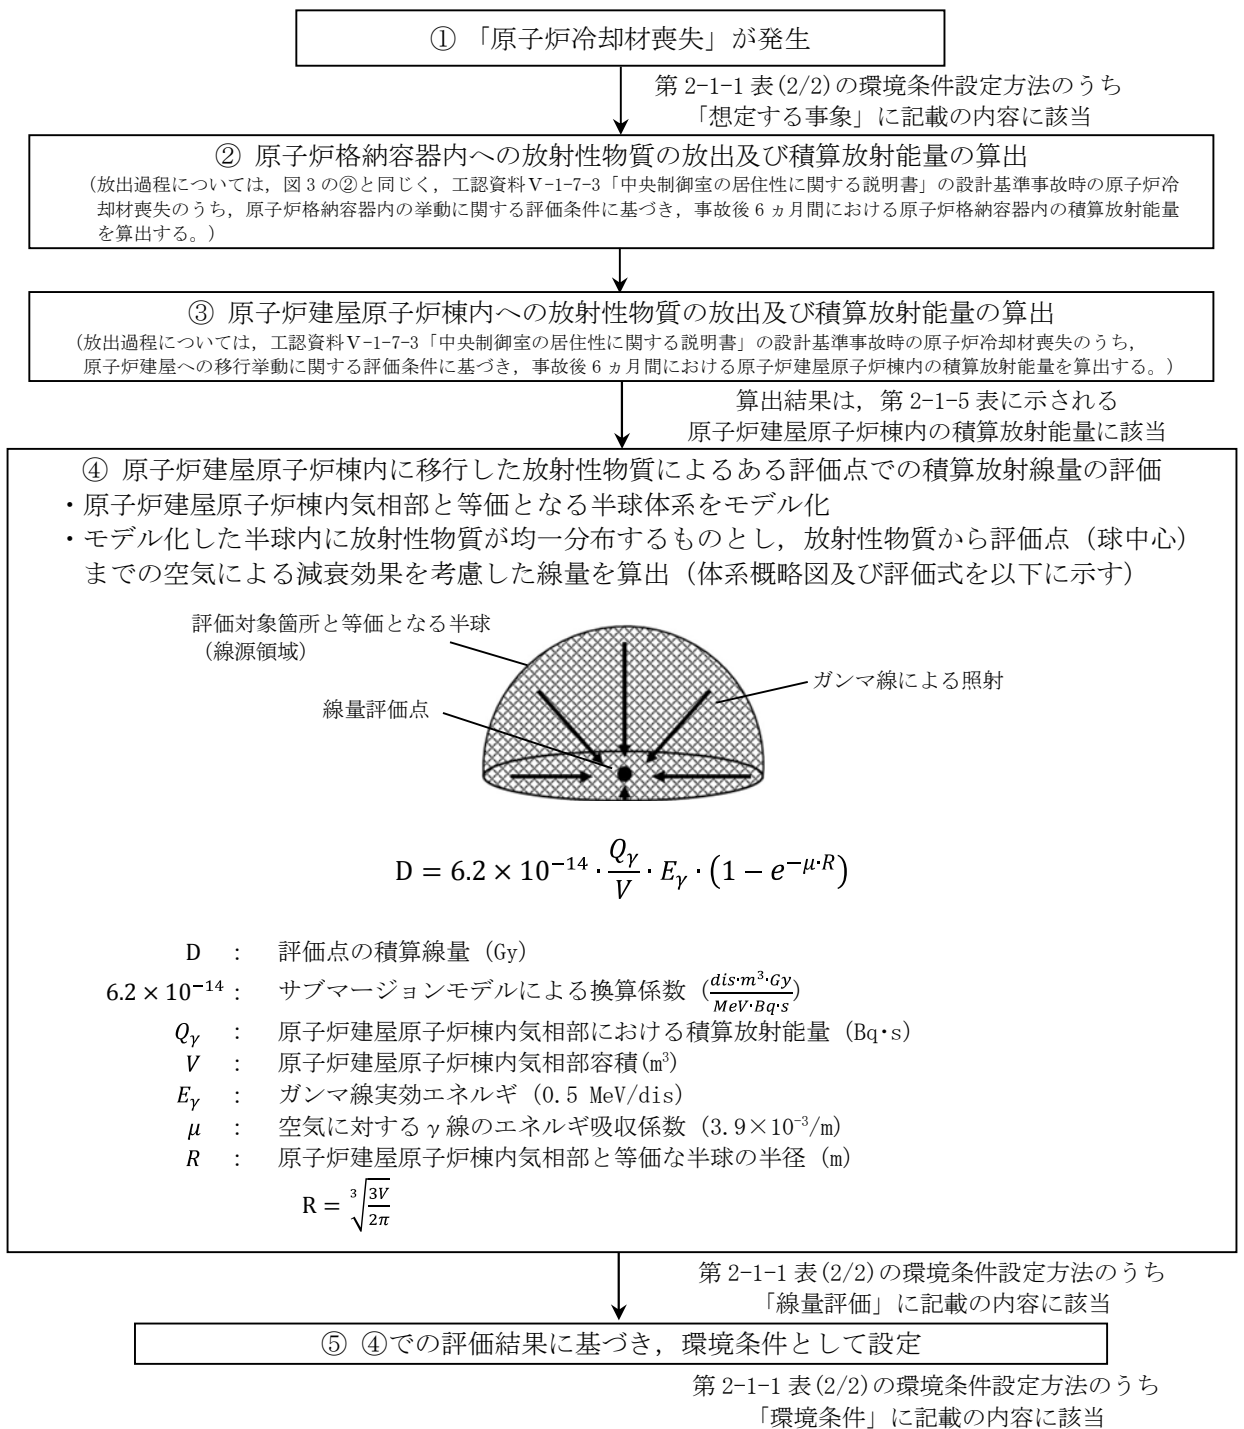 ① 「原子炉冷却材喪失」が発生
第 2-1-1 表(2/2)の環境条件設定方法のうち
「想定する事象」に記載の内容に該当
② 原子炉格納容器内への放射性物質の放出及び積算放射能量の算出
(放出過程については，図 3 の②と同じく，工認資料Ⅴ-1-7-3「中央制御室の居住性に関する説明書」の設計基準事故時の原子炉冷
却材喪失のうち，原子炉格納容器内の挙動に関する評価条件に基づき，事故後 6 ヵ月間における原子炉格納容器内の積算放射能量
を算出する。)
③ 原子炉建屋原子炉棟内への放射性物質の放出及び積算放射能量の算出
(放出過程については，工認資料Ⅴ-1-7-3「中央制御室の居住性に関する説明書」の設計基準事故時の原子炉冷却材喪失のうち，
原子炉建屋への移行挙動に関する評価条件に基づき，事故後 6 ヵ月間における原子炉建屋原子炉棟内の積算放射能量を算出する。)
算出結果は，第 2-1-5 表に示される
原子炉建屋原子炉棟内の積算放射能量に該当
④ 原子炉建屋原子炉棟内に移行した放射性物質によるある評価点での積算放射線量の評価
・原子炉建屋原子炉棟内気相部と等価となる半球体系をモデル化
・モデル化した半球内に放射性物質が均一分布するものとし，放射性物質から評価点（球中心）
までの空気による減衰効果を考慮した線量を算出（体系概略図及び評価式を以下に示す）
評価対象箇所と等価となる半球
（線源領域）
ガンマ線による照射
線量評価点
D = 6.2 × 10⁻¹⁴ · Qγ/V · Eγ · (1 − e^(−μ·R))
D : 評価点の積算線量 (Gy)
6.2 × 10⁻¹⁴ : サブマージョンモデルによる換算係数 (dis·m³·Gy/MeV·Bq·s)
Qγ : 原子炉建屋原子炉棟内気相部における積算放射能量 (Bq・s)
V : 原子炉建屋原子炉棟内気相部容積(m³)
Eγ : ガンマ線実効エネルギ (0.5 MeV/dis)
μ : 空気に対するγ線のエネルギ吸収係数 (3.9×10⁻³/m)
R : 原子炉建屋原子炉棟内気相部と等価な半球の半径 (m)
R = ³√(3V/2π)
第 2-1-1 表(2/2)の環境条件設定方法のうち
「線量評価」に記載の内容に該当
⑤ ④での評価結果に基づき，環境条件として設定
第 2-1-1 表(2/2)の環境条件設定方法のうち
「環境条件」に記載の内容に該当